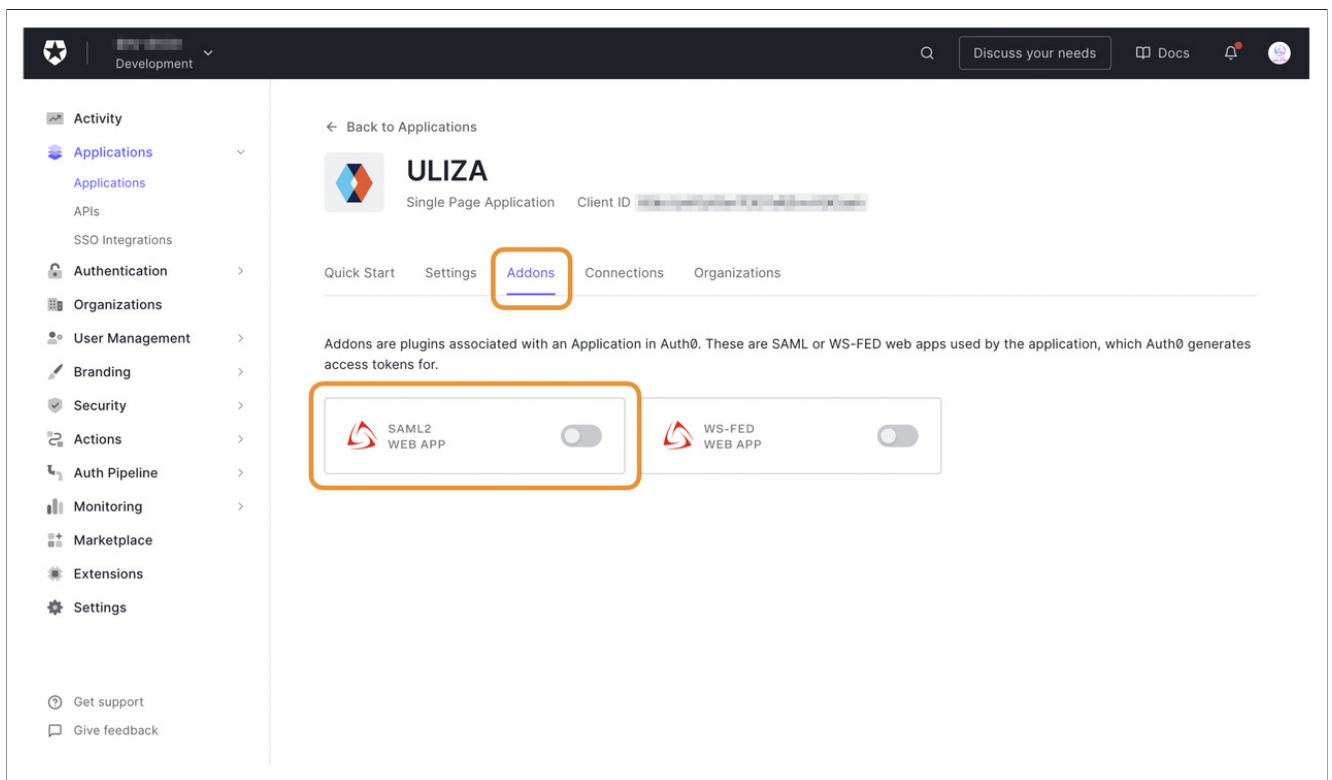 Development
Discuss your needs
Docs
Activity
Applications
Applications
APIs
SSO Integrations
Authentication
Organizations
User Management
Branding
Security
Actions
Auth Pipeline
Monitoring
Marketplace
Extensions
Settings
Get support
Give feedback
← Back to Applications
ULIZA
Single Page Application Client ID
Quick Start Settings Addons Connections Organizations
Addons are plugins associated with an Application in Auth0. These are SAML or WS-FED web apps used by the application, which Auth0 generates
access tokens for.
SAML2
WEB APP
WS-FED
WEB APP